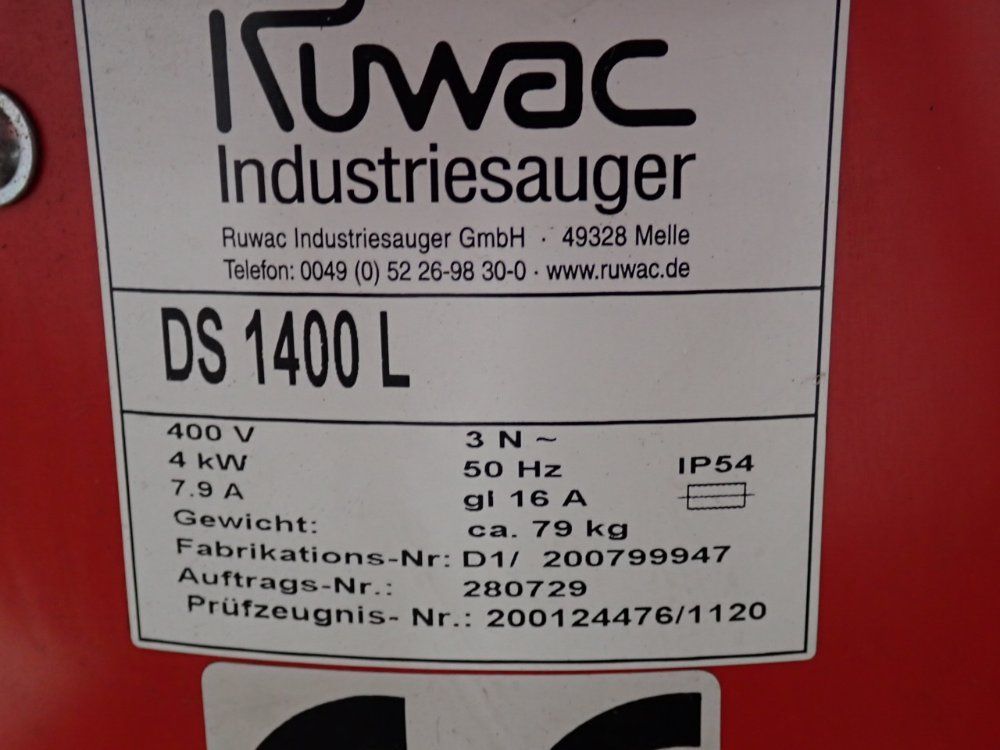 Ruwac
Industriesauger
Ruwac Industriesauger GmbH · 49328 Melle
Telefon: 0049 (0) 52 26-98 30-0 · www.ruwac.de
DS 1400 L
400 V 3 N ~
4 kW 50 Hz IP54
7.9 A gl 16 A
Gewicht: ca. 79 kg
Fabrikations-Nr: D1/ 200799947
Auftrags-Nr.: 280729
Prüfzeugnis- Nr.: 200124476/1120
CE